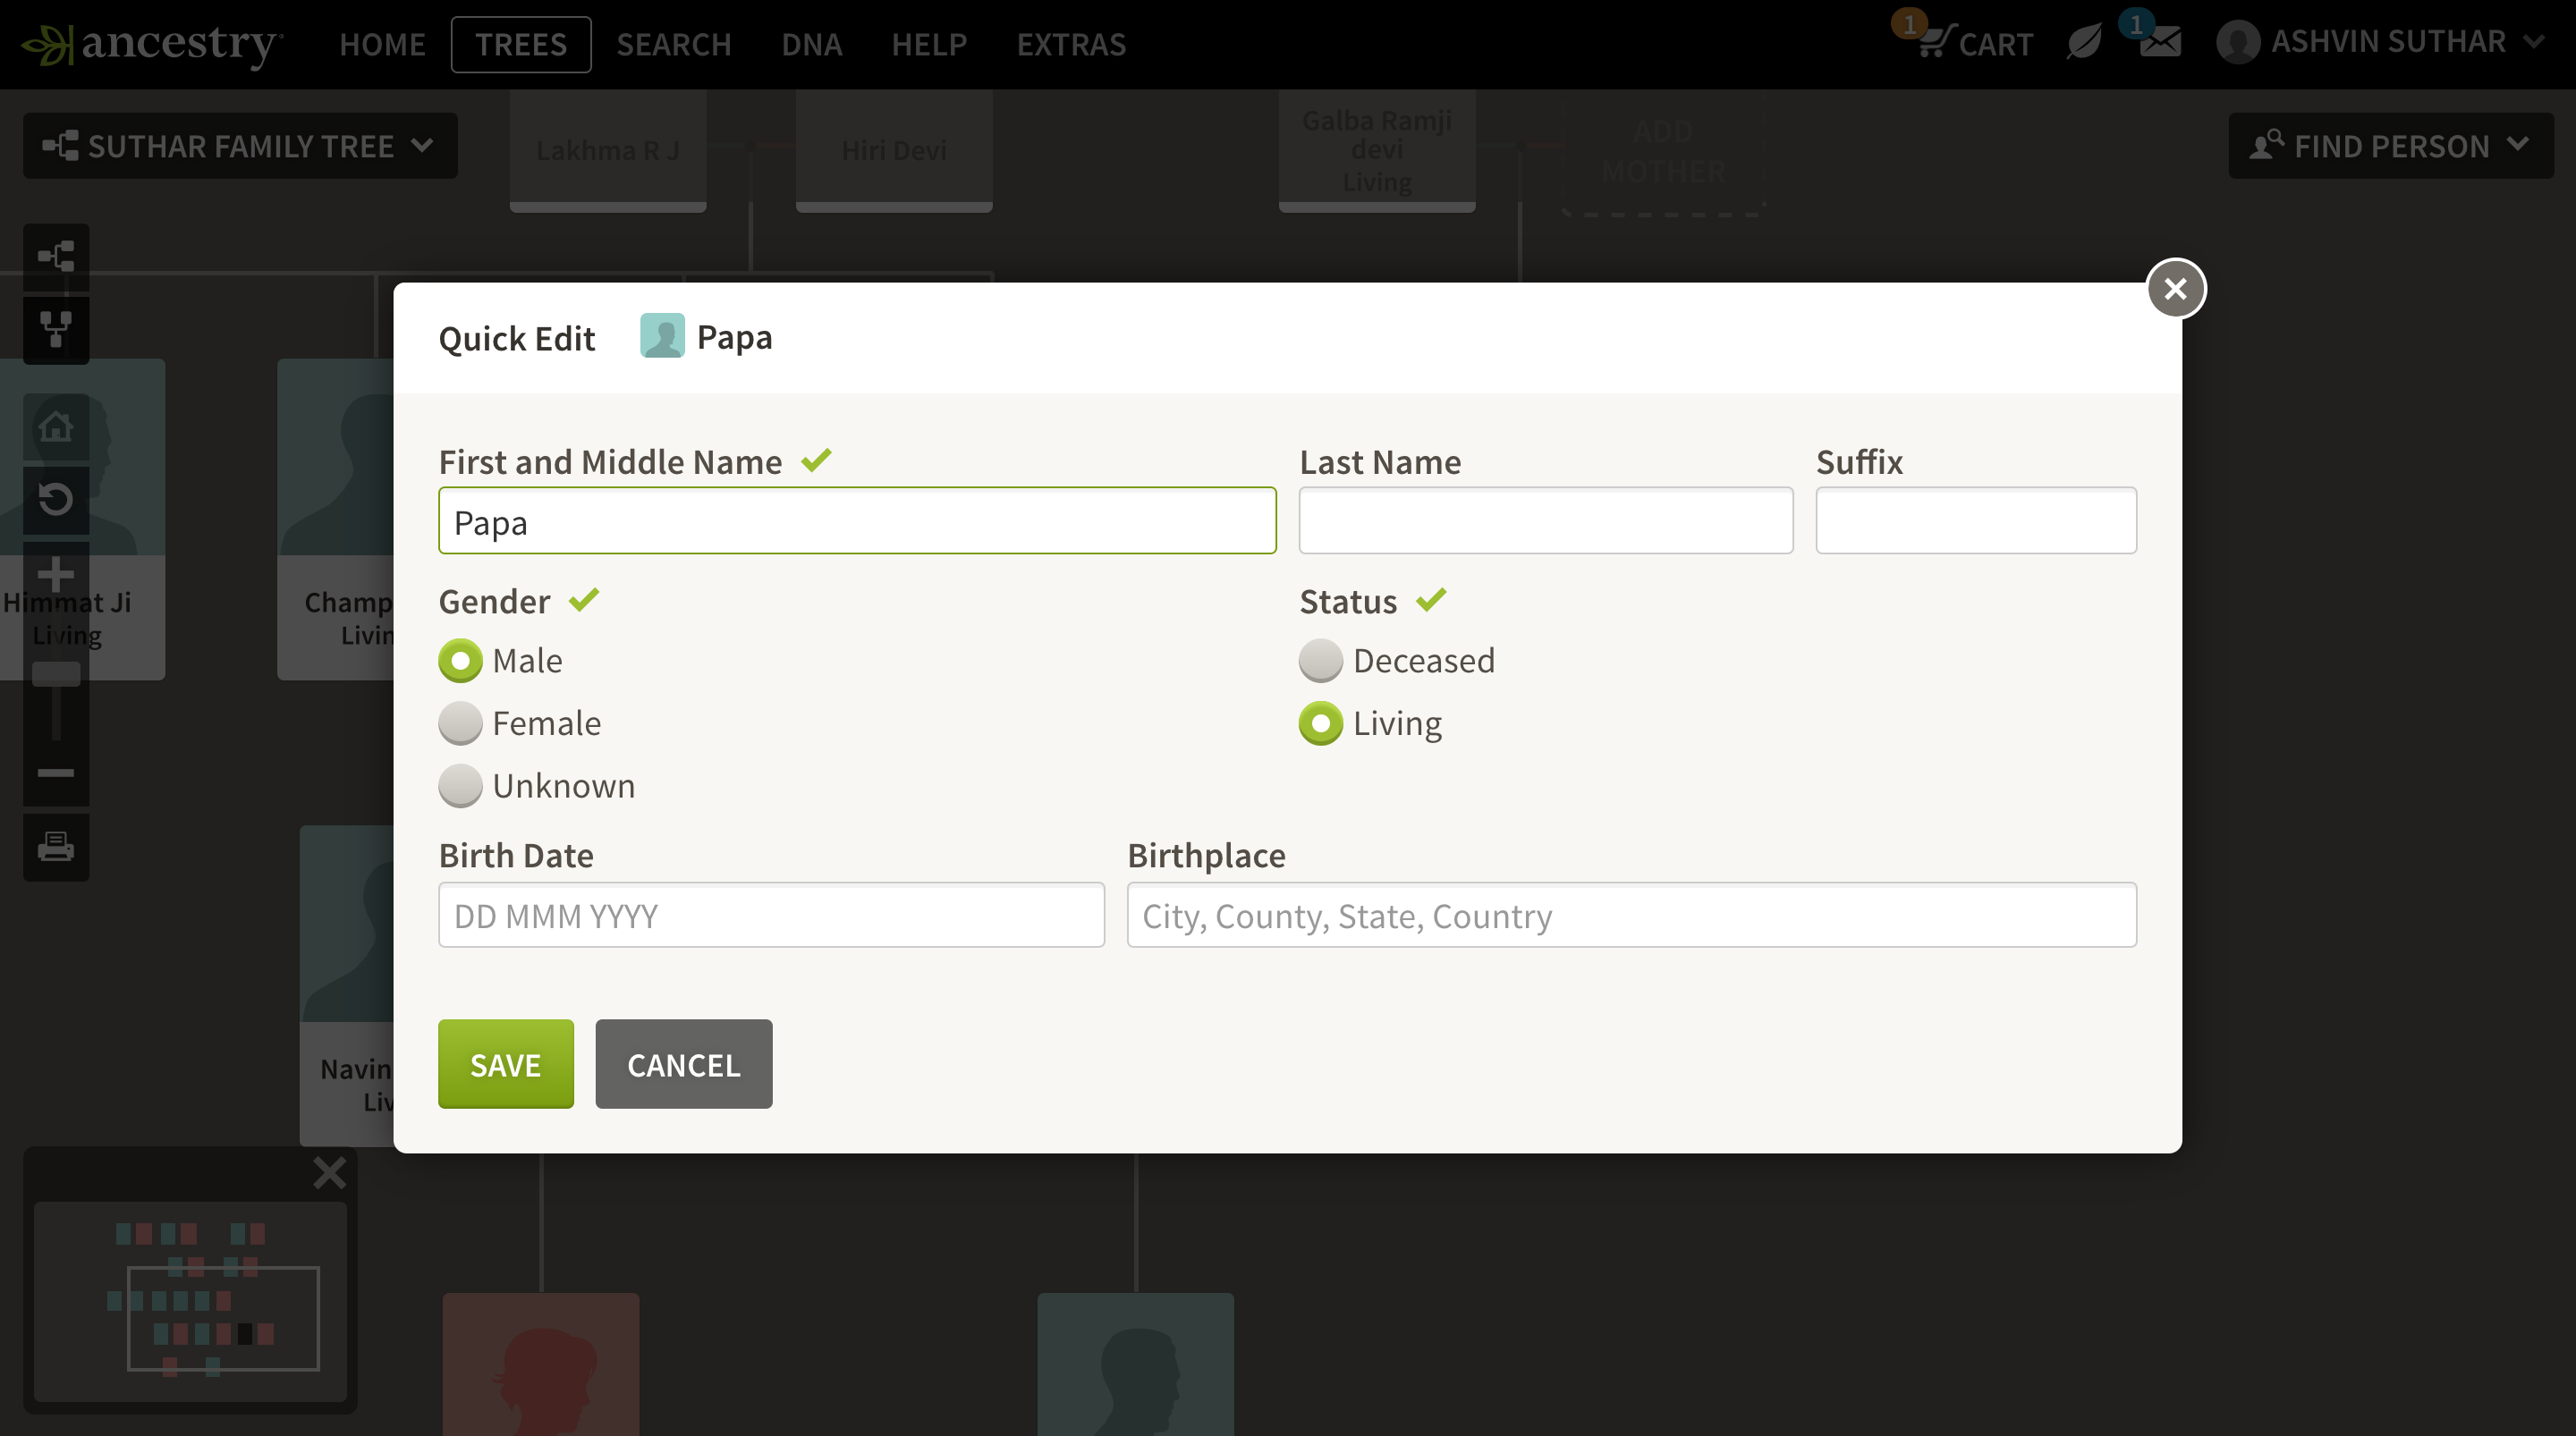 ancestry HOME TREES SEARCH DNA HELP EXTRAS 1 CART 1 ASHVIN SUTHAR
SUTHAR FAMILY TREE
Lakhma R J
Hiri Devi
Galba Ramji
devi
Living
ADD
MOTHER
FIND PERSON
Quick Edit Papa
First and Middle Name
Last Name
Suffix
Papa
Gender
Status
Male
Deceased
Female
Living
Unknown
Birth Date
Birthplace
DD MMM YYYY
City, County, State, Country
SAVE
CANCEL
Himmat Ji
Living
Champ
Livin
Navin
Liv